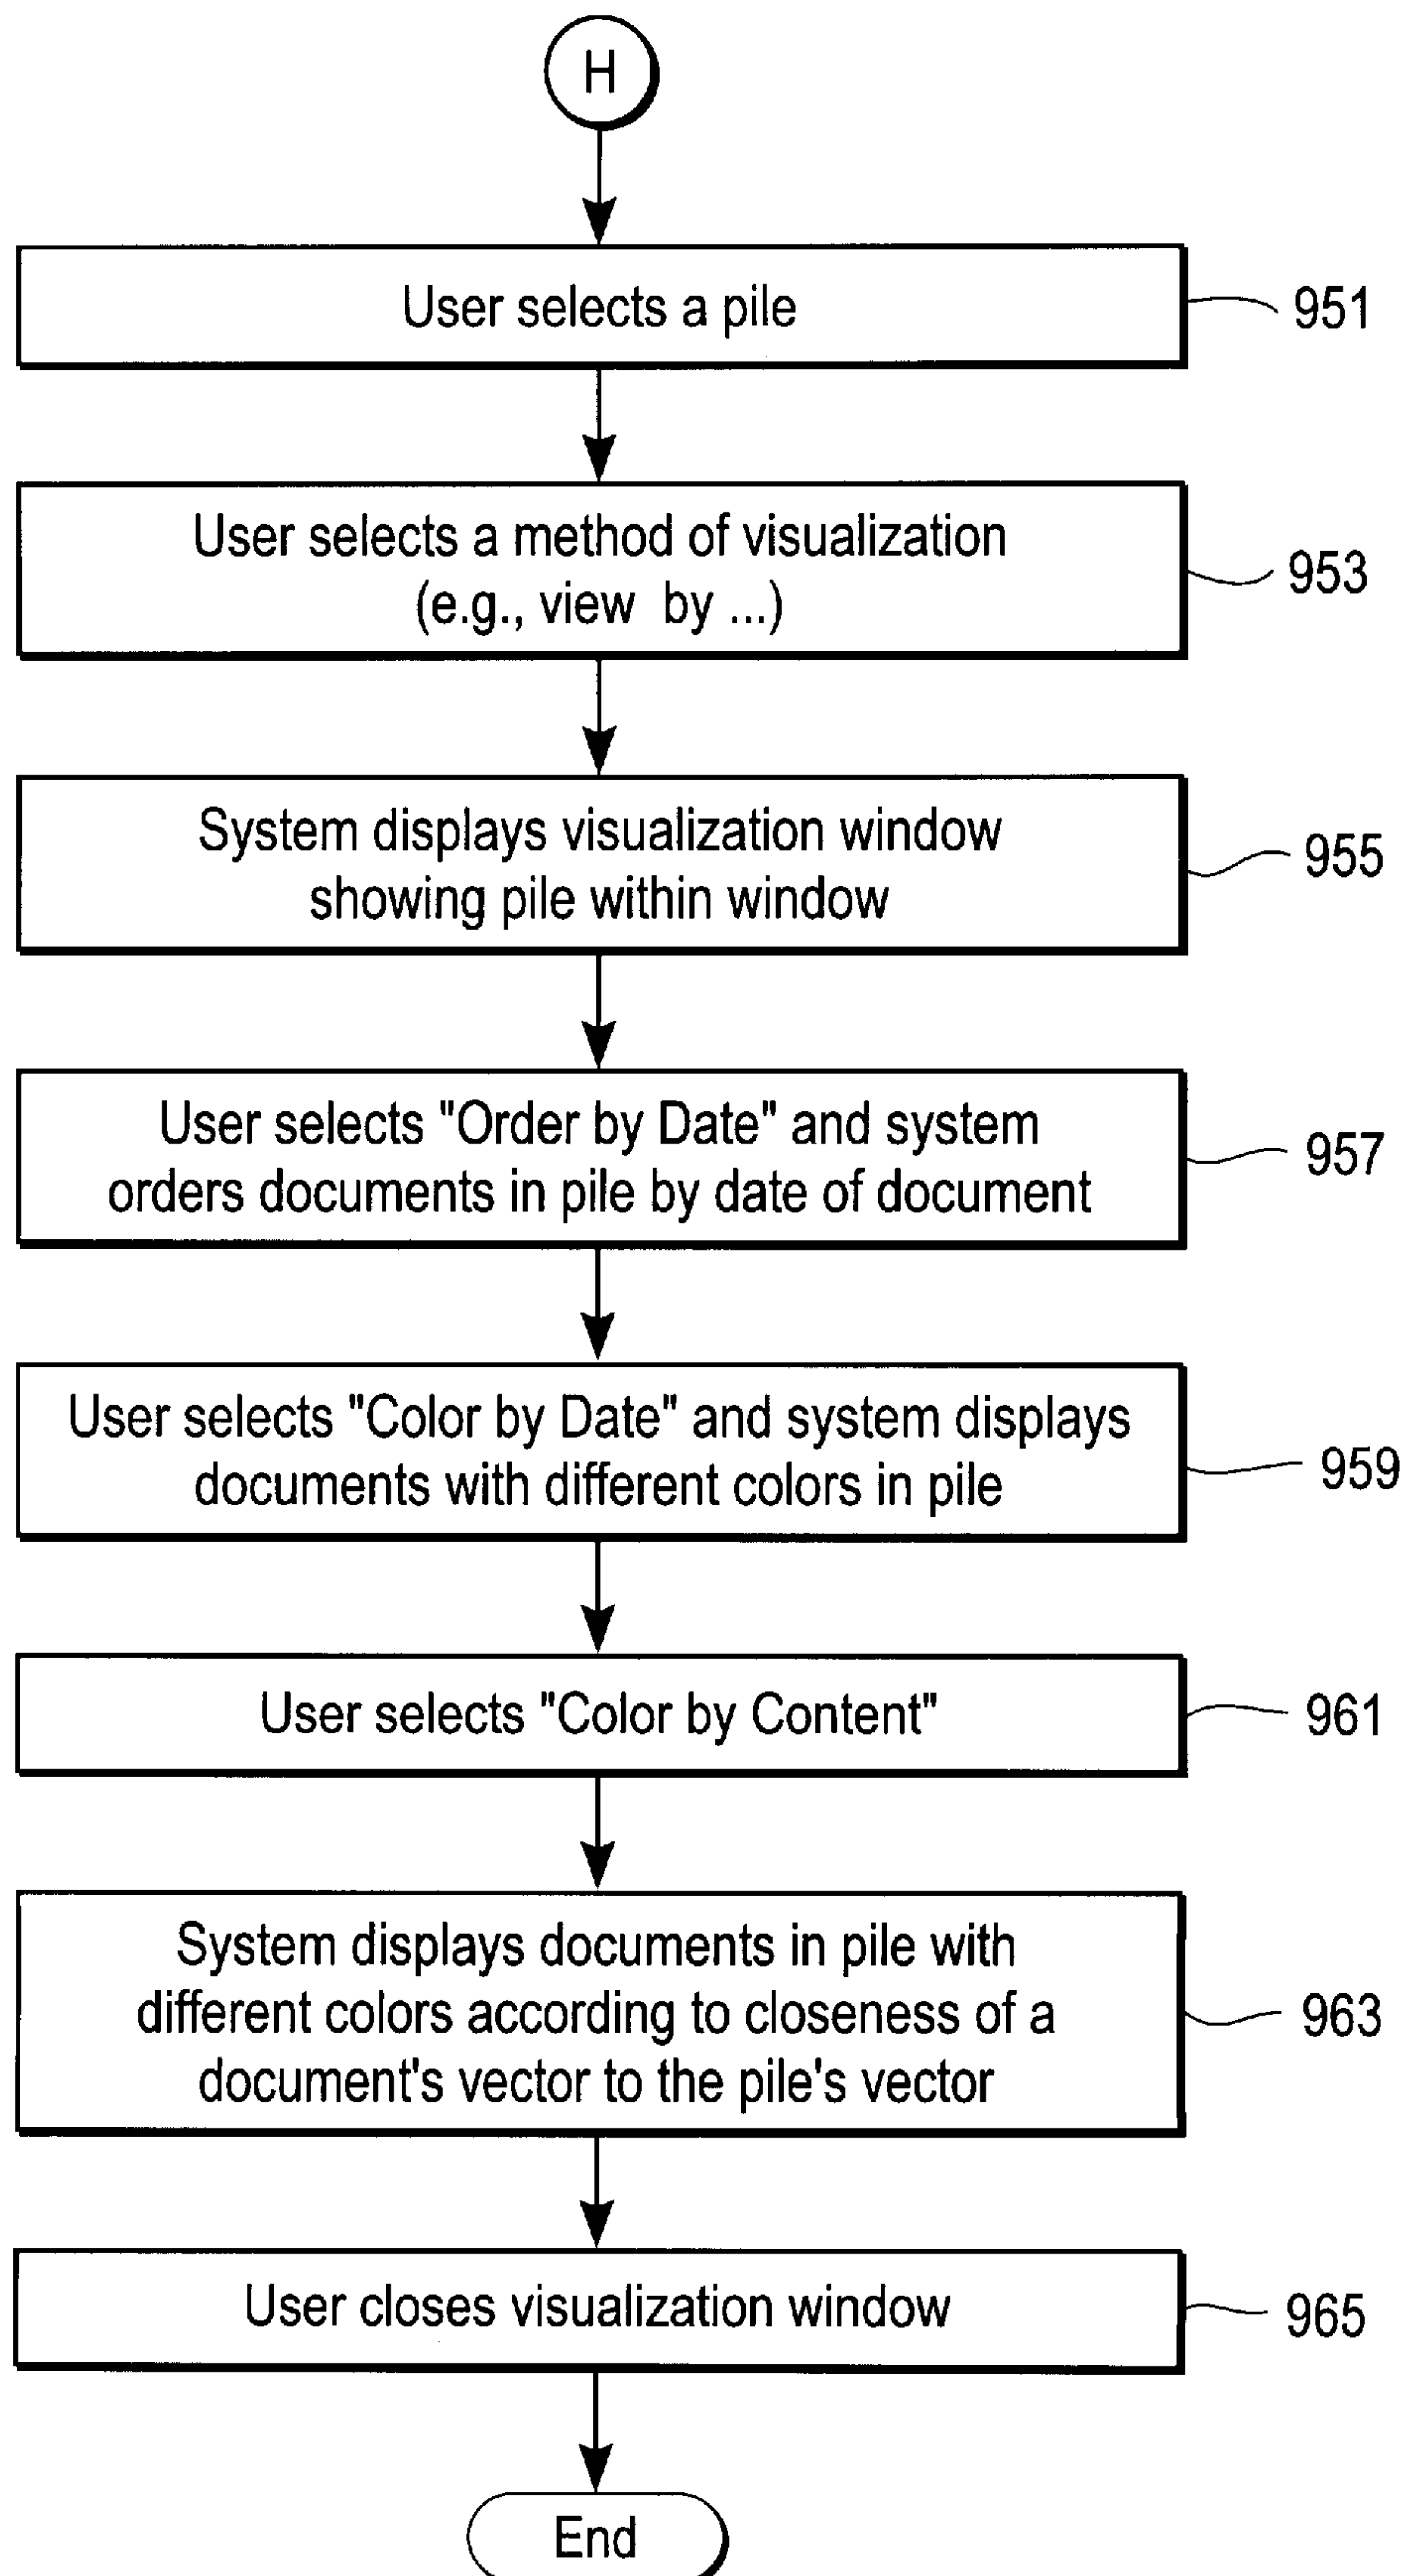 H
User selects a pile
951
User selects a method of visualization
(e.g., view by ...)
953
System displays visualization window
showing pile within window
955
User selects "Order by Date" and system
orders documents in pile by date of document
957
User selects "Color by Date" and system displays
documents with different colors in pile
959
User selects "Color by Content"
961
System displays documents in pile with
different colors according to closeness of a
document's vector to the pile's vector
963
User closes visualization window
965
End